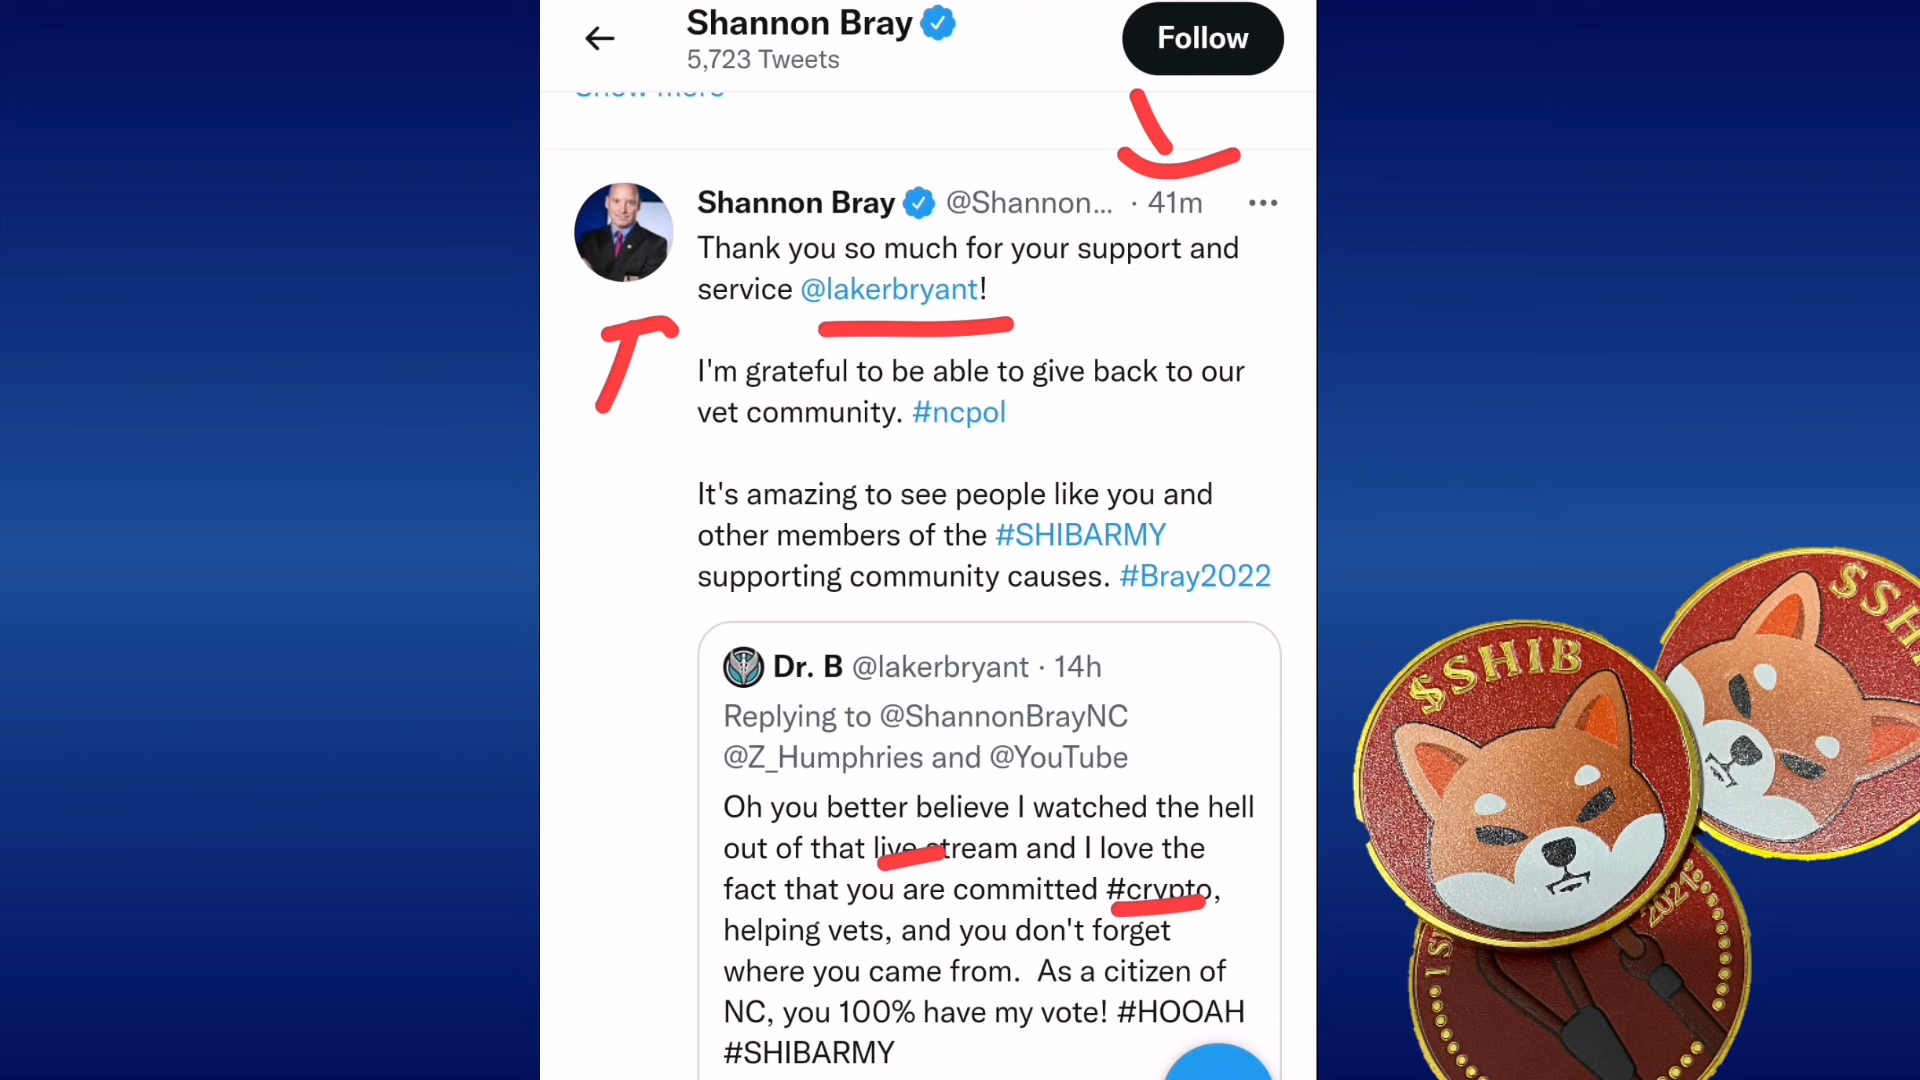 Shannon Bray
5,723 Tweets
Follow
Show more
Shannon Bray @Shannon... · 41m
Thank you so much for your support and
service @lakerbryant!
I'm grateful to be able to give back to our
vet community. #ncpol
It's amazing to see people like you and
other members of the #SHIBARMY
supporting community causes. #Bray2022
Dr. B @lakerbryant · 14h
Replying to @ShannonBrayNC
@Z_Humphries and @YouTube
Oh you better believe I watched the hell
out of that live stream and I love the
fact that you are committed #crypto,
helping vets, and you don't forget
where you came from.  As a citizen of
NC, you 100% have my vote! #HOOAH
#SHIBARMY
$SHIB
$SH
2021